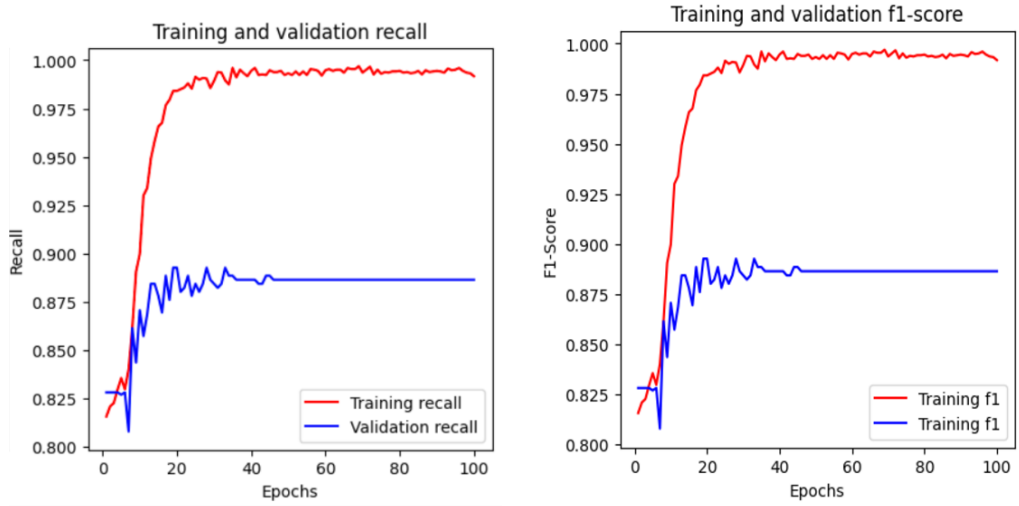 Training and validation recall
1.000
0.975
0.950
0.925
0.900
0.875
0.850
0.825
0.800
Recall
0 20 40 60 80 100
Epochs
Training recall
Validation recall
Training and validation f1-score
1.000
0.975
0.950
0.925
0.900
0.875
0.850
0.825
0.800
F1-Score
0 20 40 60 80 100
Epochs
Training f1
Training f1